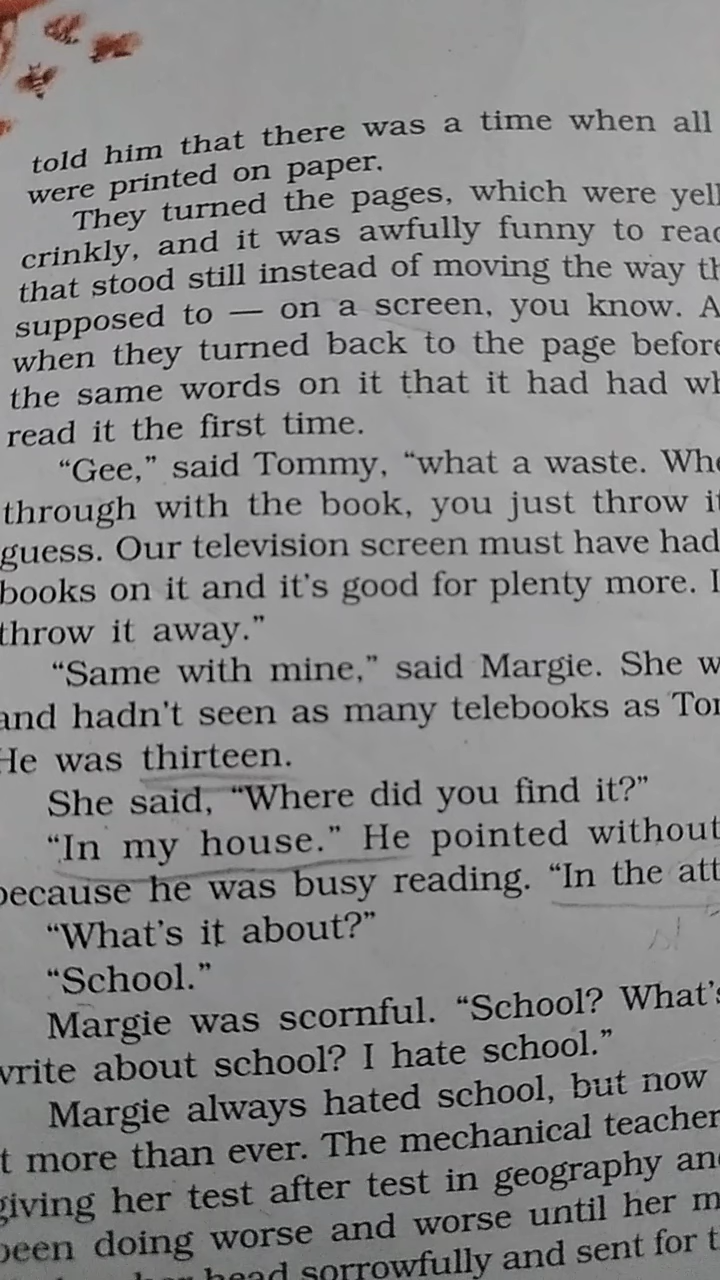 told him that there was a time when all
were printed on paper.
They turned the pages, which were yell
crinkly, and it was awfully funny to read
that stood still instead of moving the way th
supposed to — on a screen, you know. A
when they turned back to the page before
the same words on it that it had had wh
read it the first time.
“Gee,” said Tommy, “what a waste. Whe
through with the book, you just throw it
guess. Our television screen must have had
books on it and it's good for plenty more. I
throw it away.”
“Same with mine,” said Margie. She w
and hadn't seen as many telebooks as Tom
He was thirteen.
She said, “Where did you find it?”
“In my house.” He pointed without
because he was busy reading. “In the att
“What's it about?”
“School.”
Margie was scornful. “School? What's
write about school? I hate school.”
Margie always hated school, but now
t more than ever. The mechanical teacher
giving her test after test in geography and
been doing worse and worse until her m
her head sorrowfully and sent for t